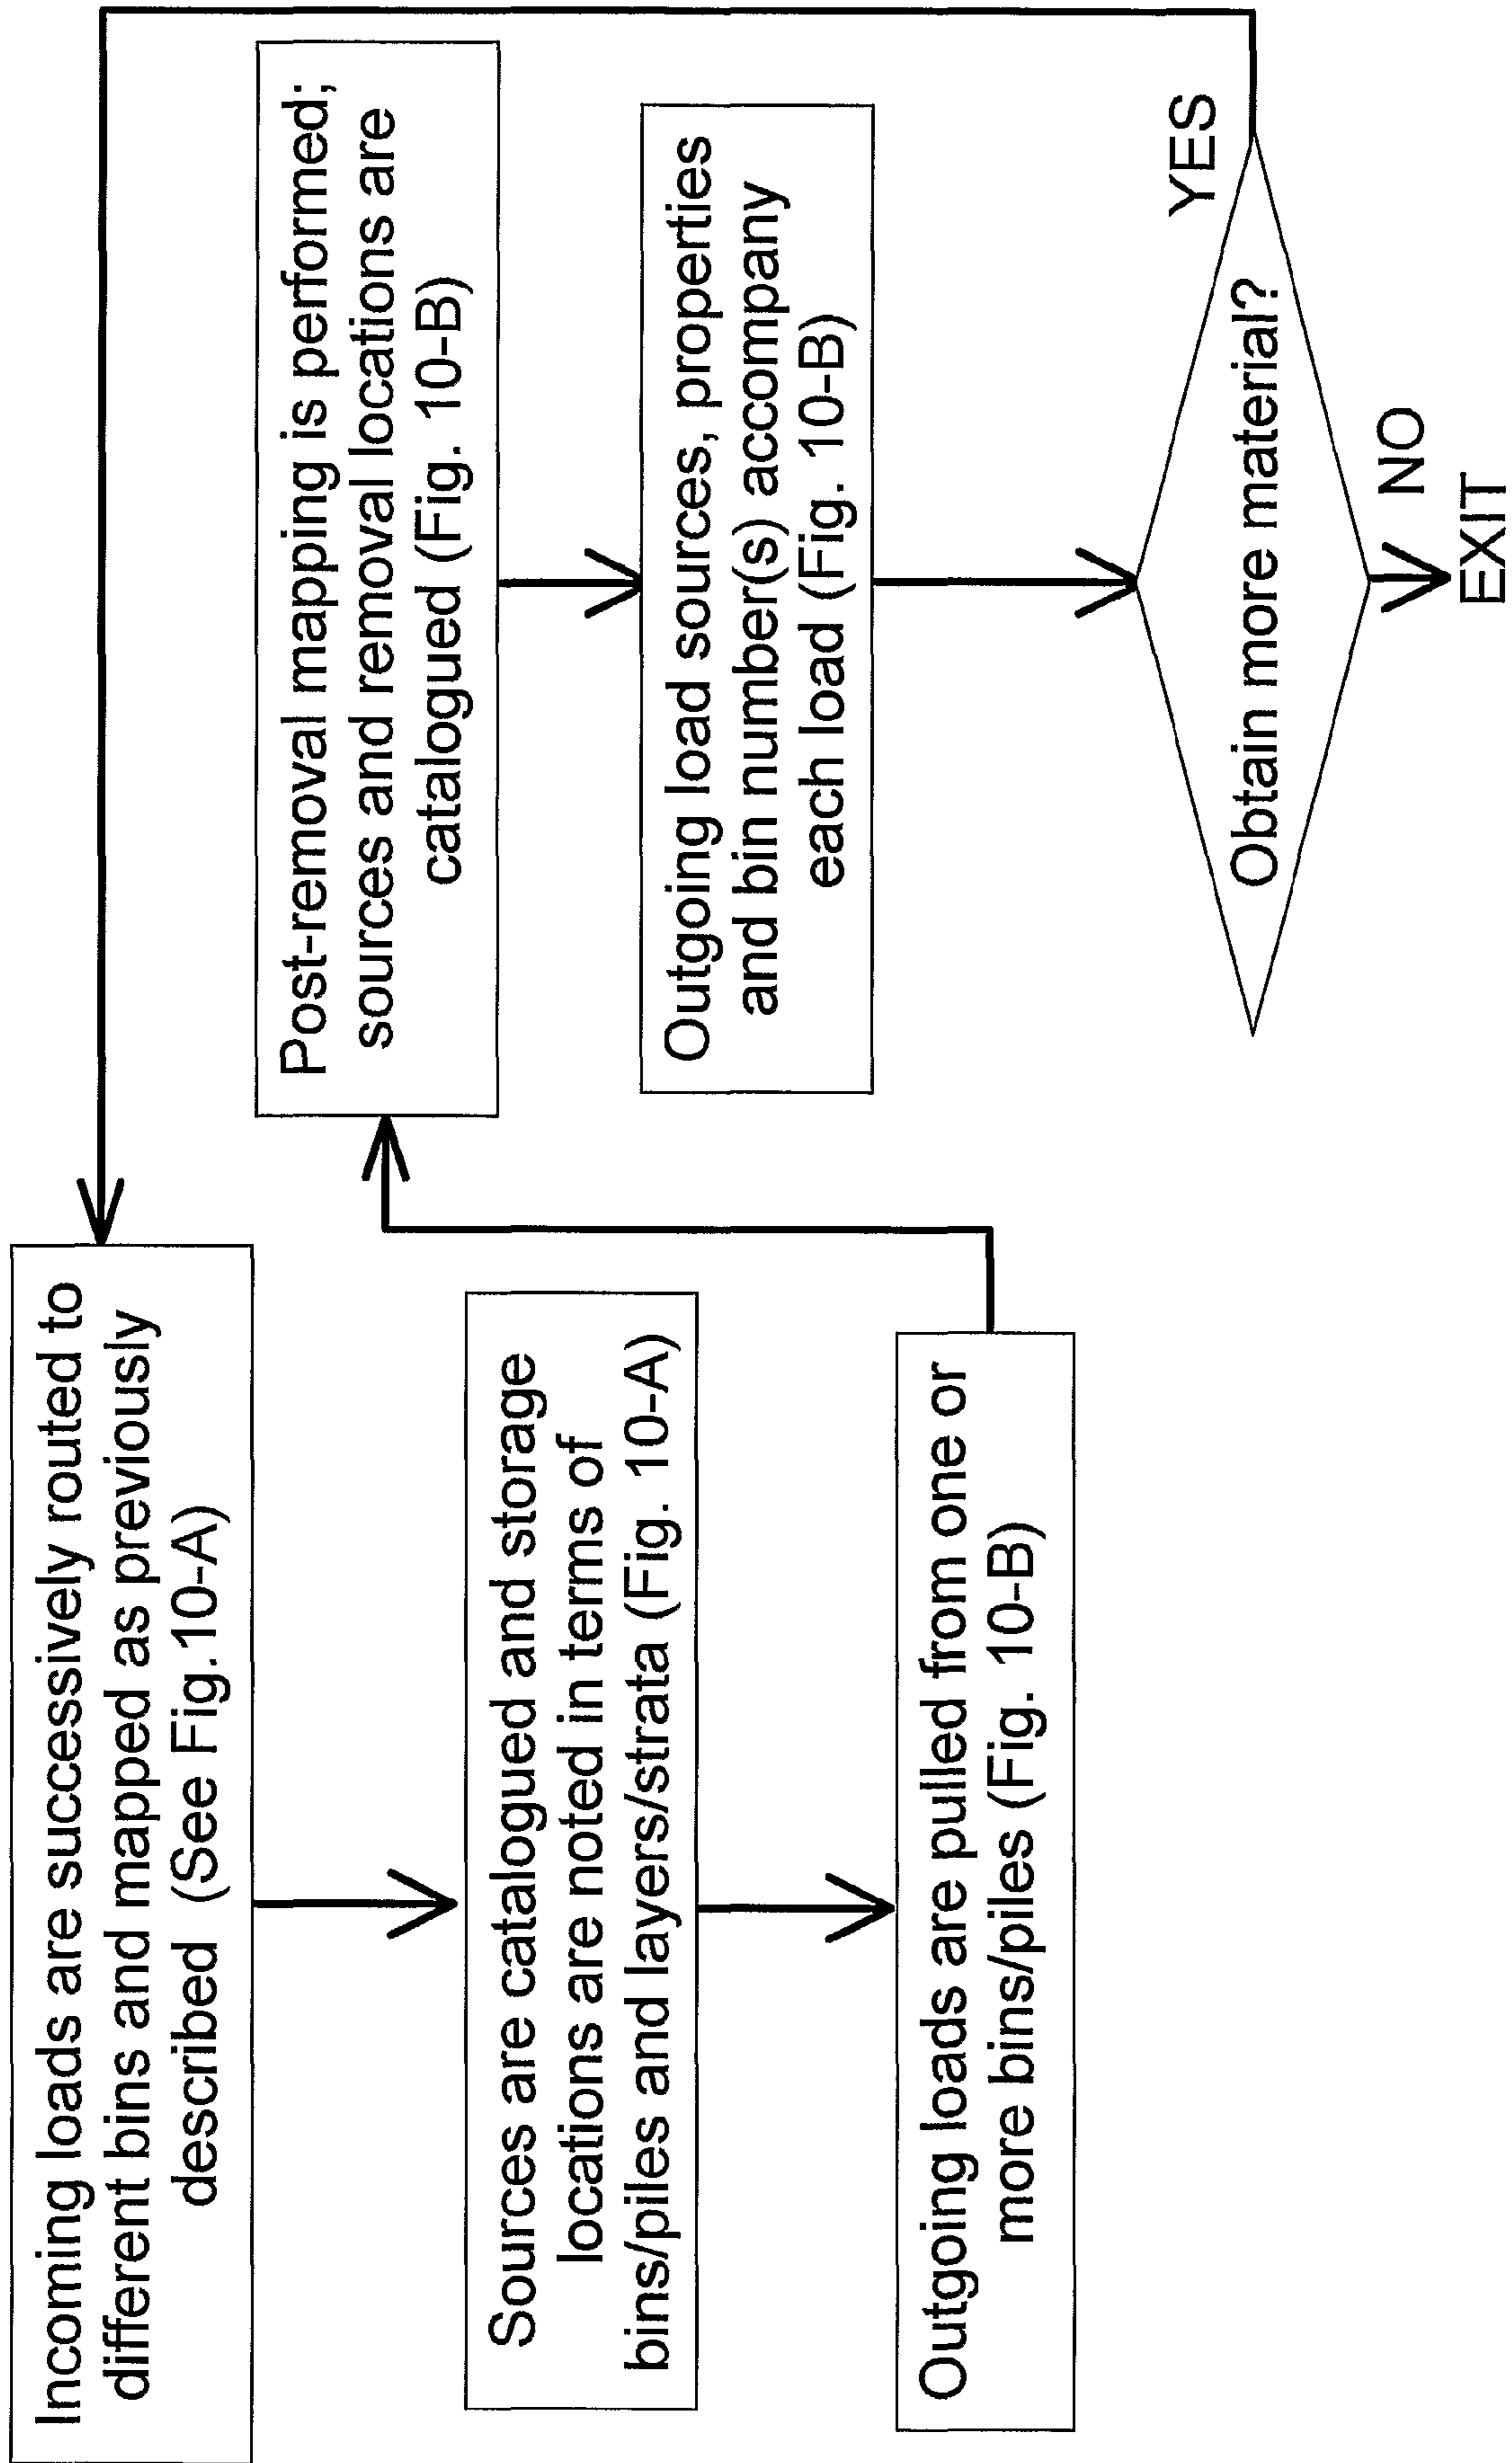 Incoming loads are successively routed to
different bins and mapped as previously
described (See Fig.10-A)
Sources are catalogued and storage
locations are noted in terms of
bins/piles and layers/strata (Fig. 10-A)
Outgoing loads are pulled from one or
more bins/piles (Fig. 10-B)
Post-removal mapping is performed;
sources and removal locations are
catalogued (Fig. 10-B)
Outgoing load sources, properties
and bin number(s) accompany
each load (Fig. 10-B)
Obtain more material?
YES
NO
EXIT